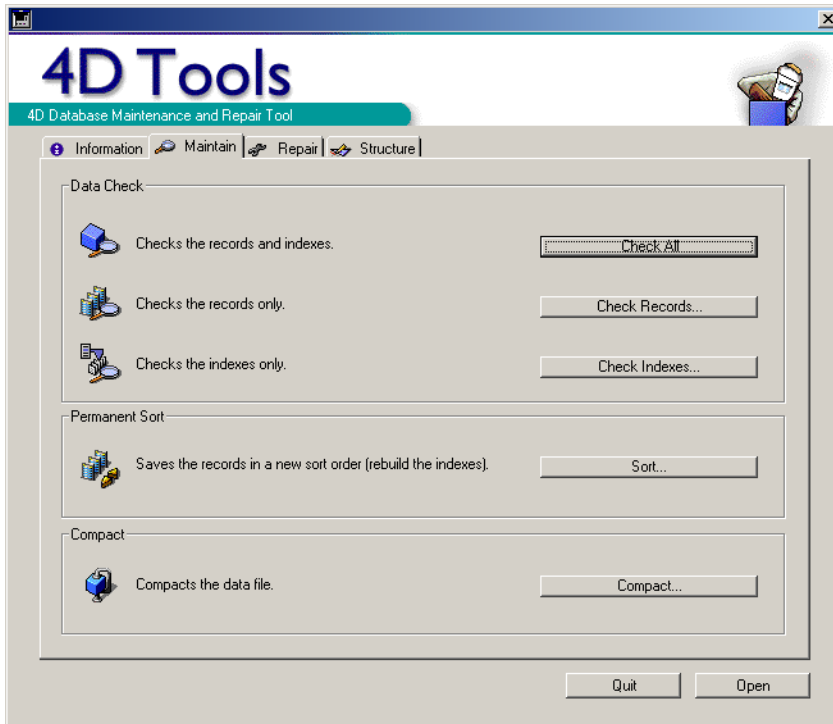 4D Tools
4D Database Maintenance and Repair Tool
Information Maintain Repair Structure
Data Check
Checks the records and indexes. Check All
Checks the records only. Check Records...
Checks the indexes only. Check Indexes...
Permanent Sort
Saves the records in a new sort order (rebuild the indexes). Sort...
Compact
Compacts the data file. Compact...
Quit Open